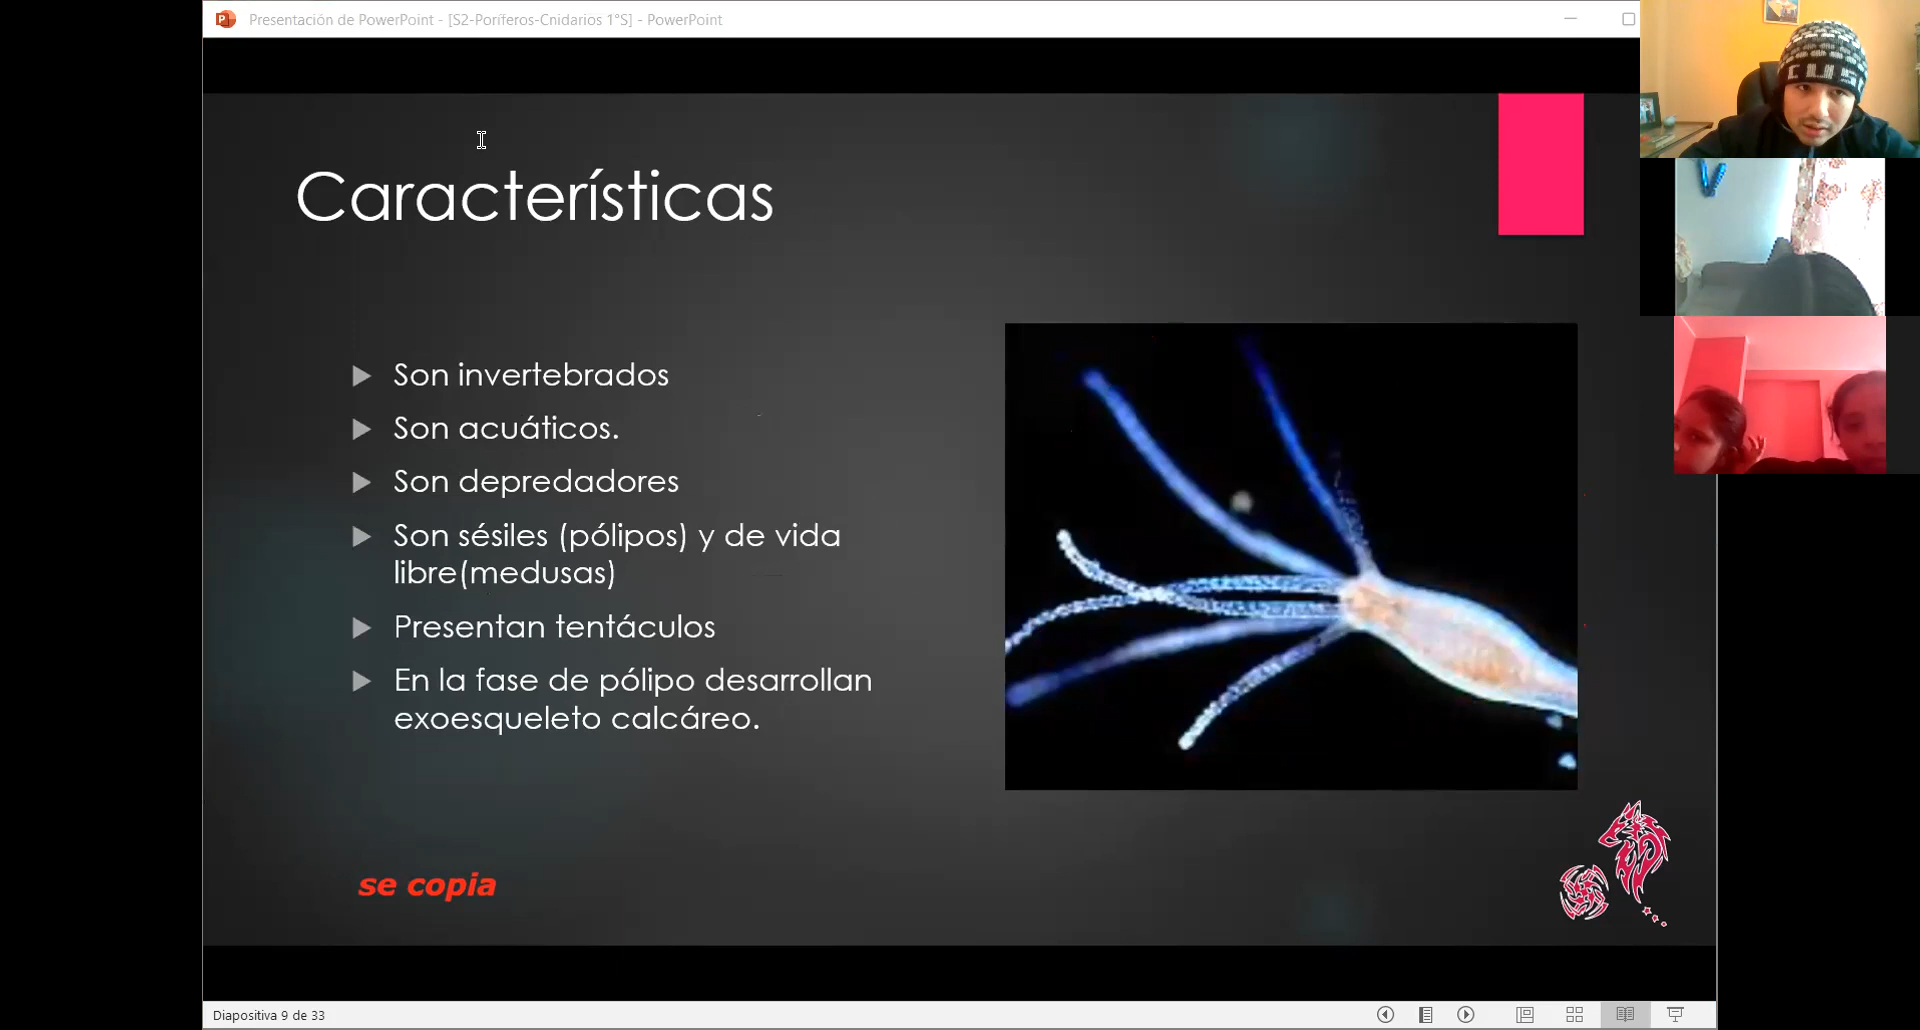 Presentación de PowerPoint - [S2-Poríferos-Cnidarios 1°S] - PowerPoint
Características
Son invertebrados
Son acuáticos.
Son depredadores
Son sésiles (pólipos) y de vida
libre(medusas)
Presentan tentáculos
En la fase de pólipo desarrollan
exoesqueleto calcáreo.
se copia
Diapositiva 9 de 33